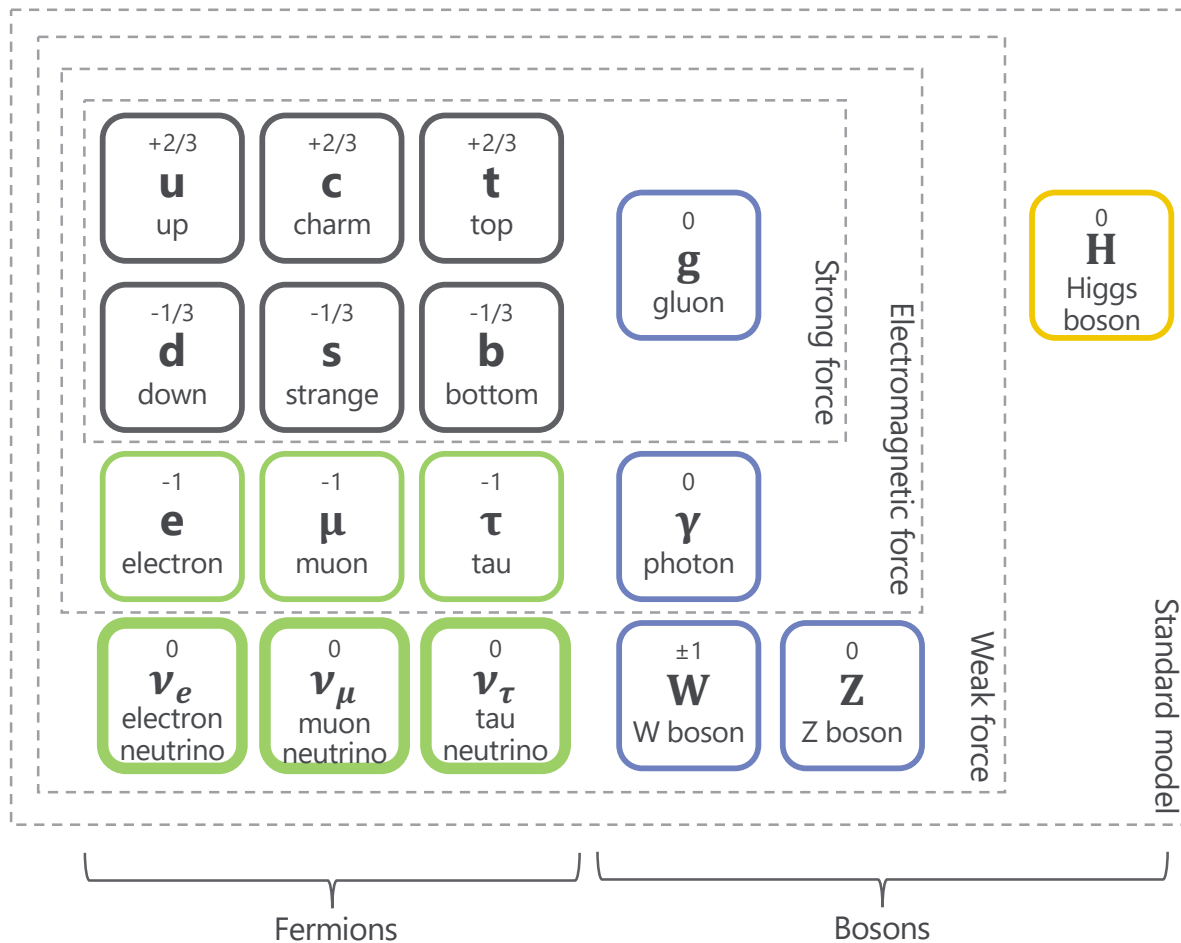 +2/3
u
up
+2/3
c
charm
+2/3
t
top
0
g
gluon
0
H
Higgs
boson
-1/3
d
down
-1/3
s
strange
-1/3
b
bottom
Strong force
Electromagnetic force
-1
e
electron
-1
μ
muon
-1
τ
tau
0
γ
photon
0
νe
electron
neutrino
0
νμ
muon
neutrino
0
ντ
tau
neutrino
±1
W
W boson
0
Z
Z boson
Weak force
Standard model
Fermions
Bosons